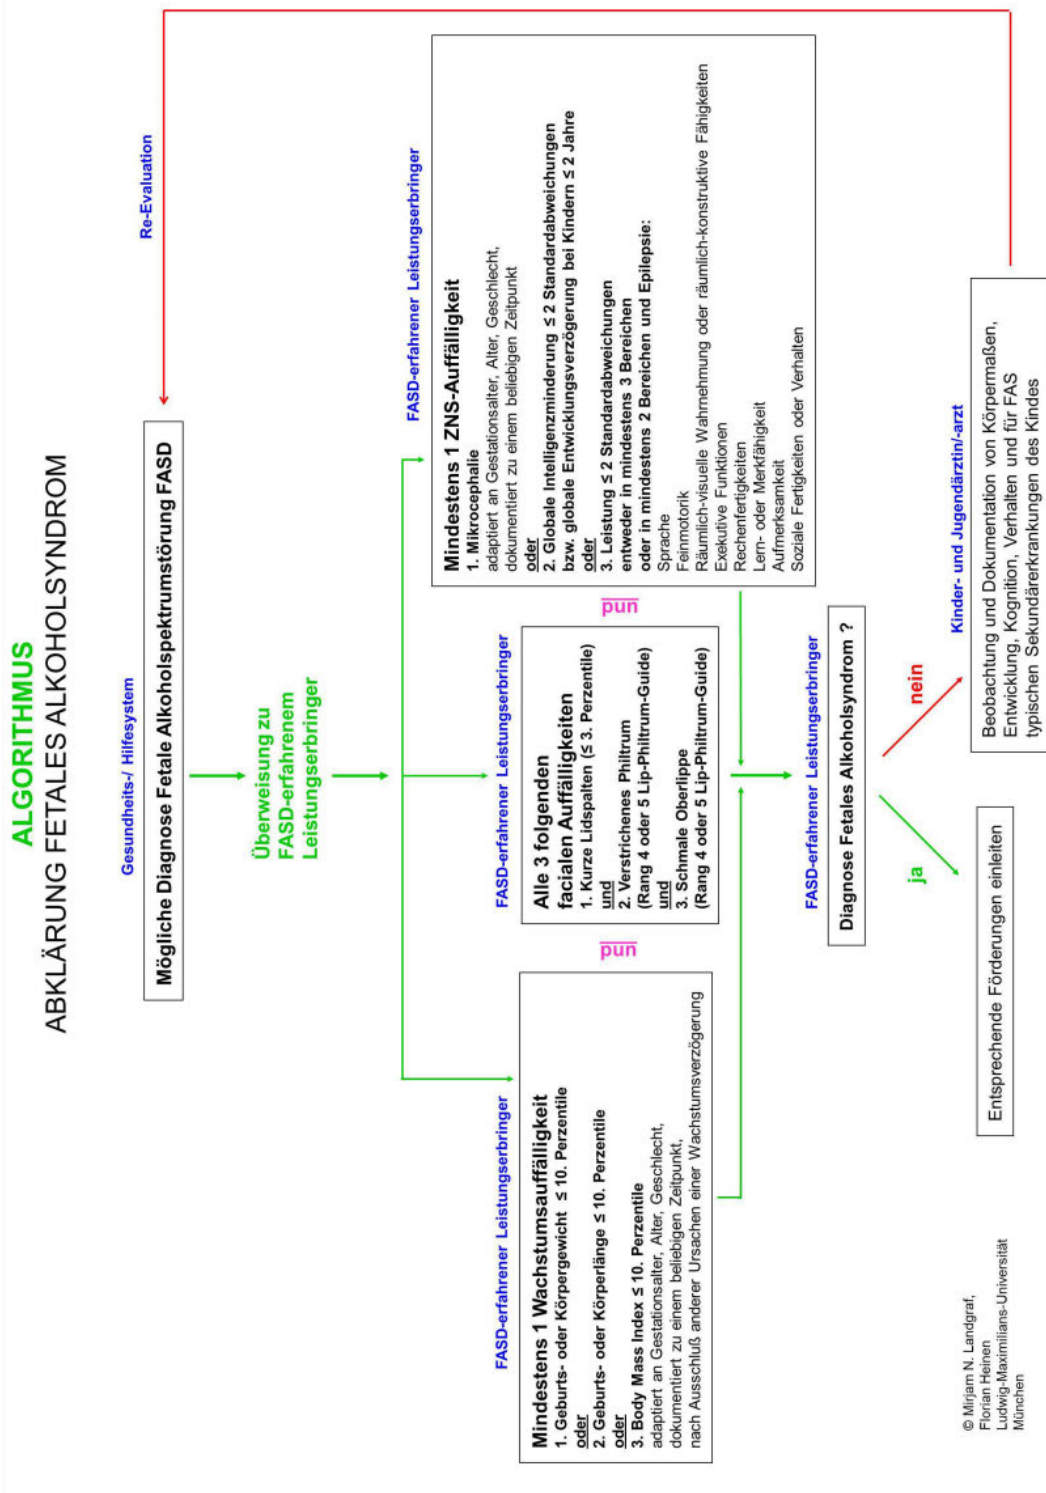 ALGORITHMUS
ABKLÄRUNG FETALES ALKOHOLSYNDROM
Gesundheits-/ Hilfesystem
Mögliche Diagnose Fetale Alkoholspektrumstörung FASD
Re-Evaluation
Überweisung zu
FASD-erfahrenem
Leistungserbringer
FASD-erfahrener Leistungserbringer
Mindestens 1 Wachstumsauffälligkeit
1. Geburts- oder Körpergewicht ≤ 10. Perzentile
oder
2. Geburts- oder Körperlänge ≤ 10. Perzentile
oder
3. Body Mass Index ≤ 10. Perzentile
adaptiert an Gestationsalter, Alter, Geschlecht,
dokumentiert zu einem beliebigen Zeitpunkt,
nach Ausschluß anderer Ursachen einer Wachstumsverzögerung
und
FASD-erfahrener Leistungserbringer
Alle 3 folgenden
facialen Auffälligkeiten
1. Kurze Lidspalten (≤ 3. Perzentile)
und
2. Verstrichenes Philtrum
(Rang 4 oder 5 Lip-Philtrum-Guide)
und
3. Schmale Oberlippe
(Rang 4 oder 5 Lip-Philtrum-Guide)
und
FASD-erfahrener Leistungserbringer
Mindestens 1 ZNS-Auffälligkeit
1. Mikrocephalie
adaptiert an Gestationsalter, Alter, Geschlecht,
dokumentiert zu einem beliebigen Zeitpunkt
oder
2. Globale Intelligenzminderung ≤ 2 Standardabweichungen
bzw. globale Entwicklungsverzögerung bei Kindern ≤ 2 Jahre
oder
3. Leistung ≤ 2 Standardabweichungen
entweder in mindestens 3 Bereichen
oder in mindestens 2 Bereichen und Epilepsie:
Sprache
Feinmotorik
Räumlich-visuelle Wahrnehmung oder räumlich-konstruktive Fähigkeiten
Exekutive Funktionen
Rechenfertigkeiten
Lern- oder Merkfähigkeit
Aufmerksamkeit
Soziale Fertigkeiten oder Verhalten
FASD-erfahrener Leistungserbringer
Diagnose Fetales Alkoholsyndrom ?
ja
nein
Entsprechende Förderungen einleiten
Kinder- und Jugendärztin/-arzt
Beobachtung und Dokumentation von Körpermaßen,
Entwicklung, Kognition, Verhalten und für FAS
typischen Sekundärerkrankungen des Kindes
© Mirjam N. Landgraf,
Florian Heinen
Ludwig-Maximilians-Universität
München